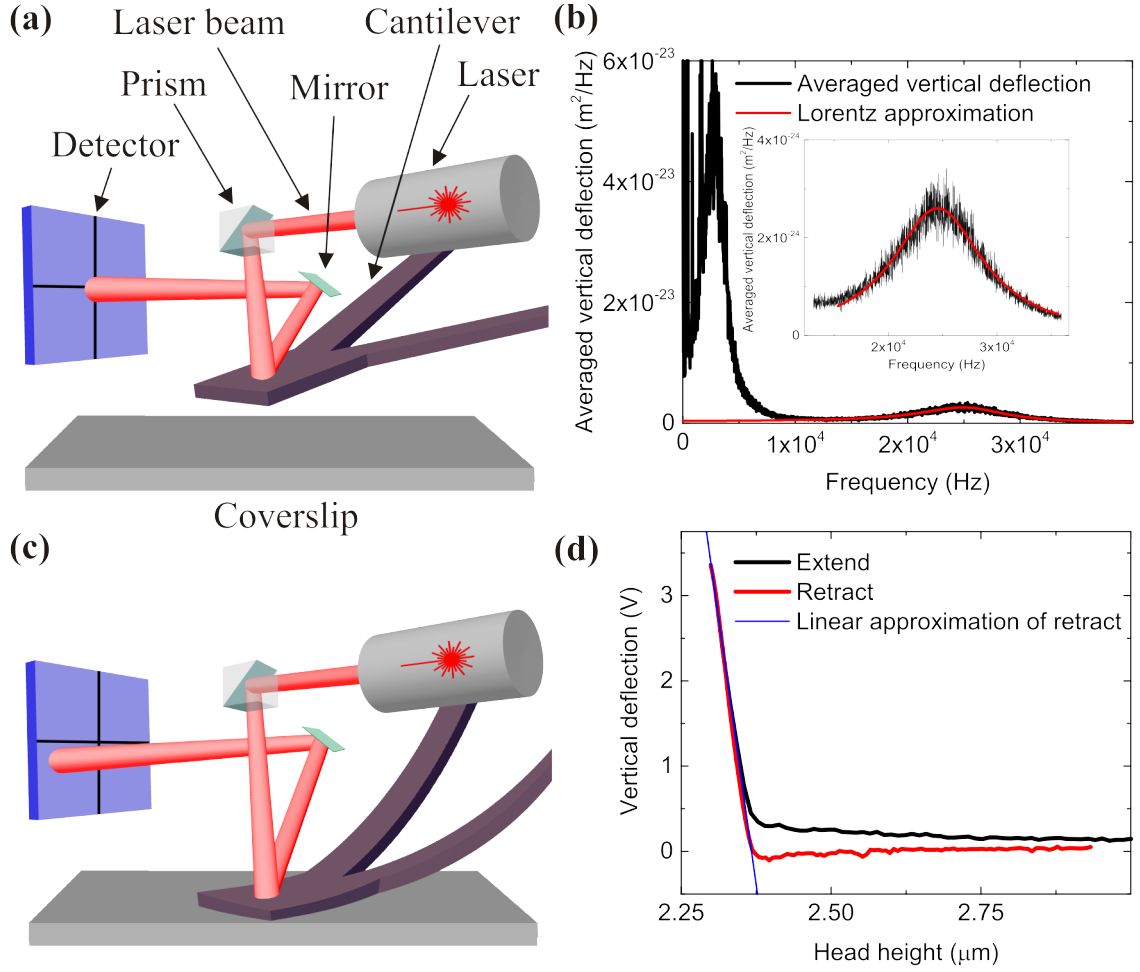 (a)
Laser beam
Cantilever
Prism
Mirror
Laser
Detector
Coverslip
(b)
Averaged vertical deflection (m²/Hz)
6x10⁻²³
4x10⁻²³
2x10⁻²³
0
0
1x10⁴
2x10⁴
3x10⁴
Frequency (Hz)
Averaged vertical deflection
Lorentz approximation
Averaged vertical deflection (m²/Hz)
4x10⁻²⁴
2x10⁻²⁴
0
2x10⁴
3x10⁴
Frequency (Hz)
(c)
(d)
Vertical deflection (V)
3
2
1
0
2.25
2.50
2.75
Head height (μm)
Extend
Retract
Linear approximation of retract